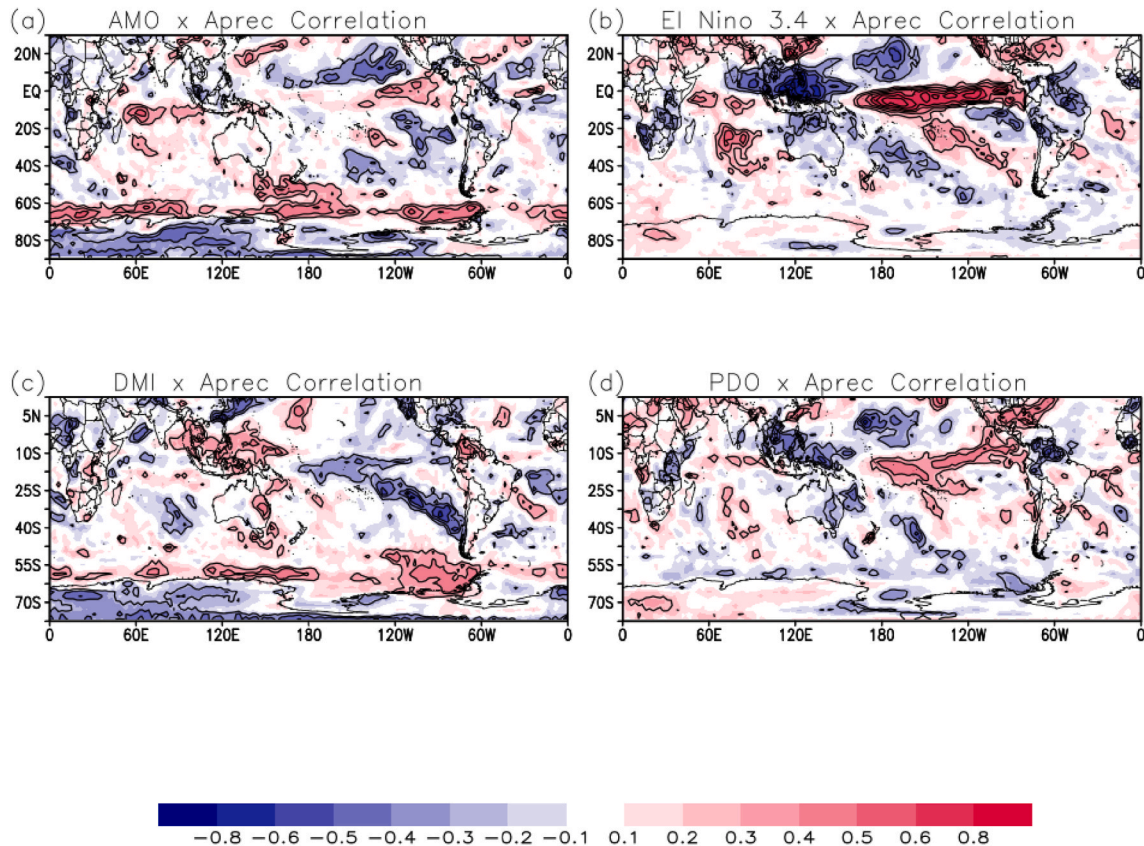 (a) AMO x Aprec Correlation
(b) El Nino 3.4 x Aprec Correlation
20N
EQ
20S
40S
60S
80S
0 60E 120E 180 120W 60W 0
20N
EQ
20S
40S
60S
80S
0 60E 120E 180 120W 60W 0
(c) DMI x Aprec Correlation
(d) PDO x Aprec Correlation
5N
10S
25S
40S
55S
70S
0 60E 120E 180 120W 60W 0
5N
10S
25S
40S
55S
70S
0 60E 120E 180 120W 60W 0
−0.8 −0.6 −0.5 −0.4 −0.3 −0.2 −0.1 0.1 0.2 0.3 0.4 0.5 0.6 0.8